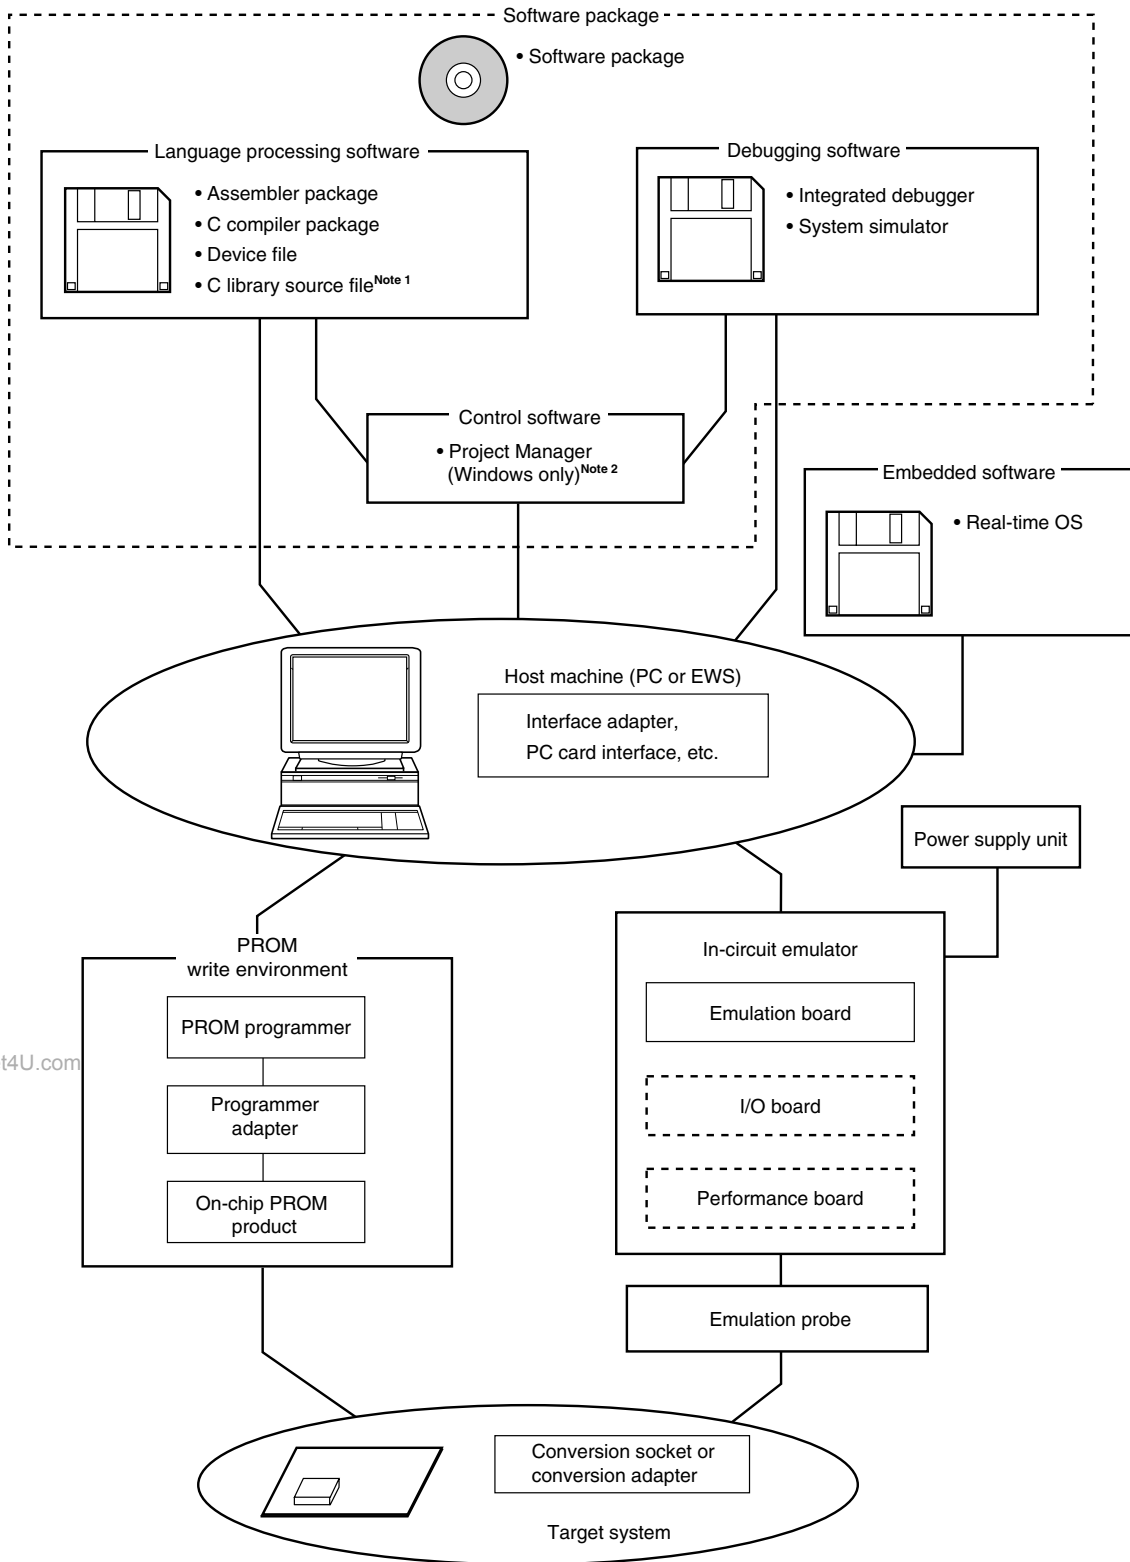 Software package
• Software package
Language processing software
• Assembler package
• C compiler package
• Device file
• C library source file Note 1
Debugging software
• Integrated debugger
• System simulator
Control software
• Project Manager
(Windows only) Note 2
Embedded software
• Real-time OS
Host machine (PC or EWS)
Interface adapter,
PC card interface, etc.
Power supply unit
PROM
write environment
PROM programmer
Programmer
adapter
On-chip PROM
product
In-circuit emulator
Emulation board
I/O board
Performance board
Emulation probe
t4U.com
Conversion socket or
conversion adapter
Target system